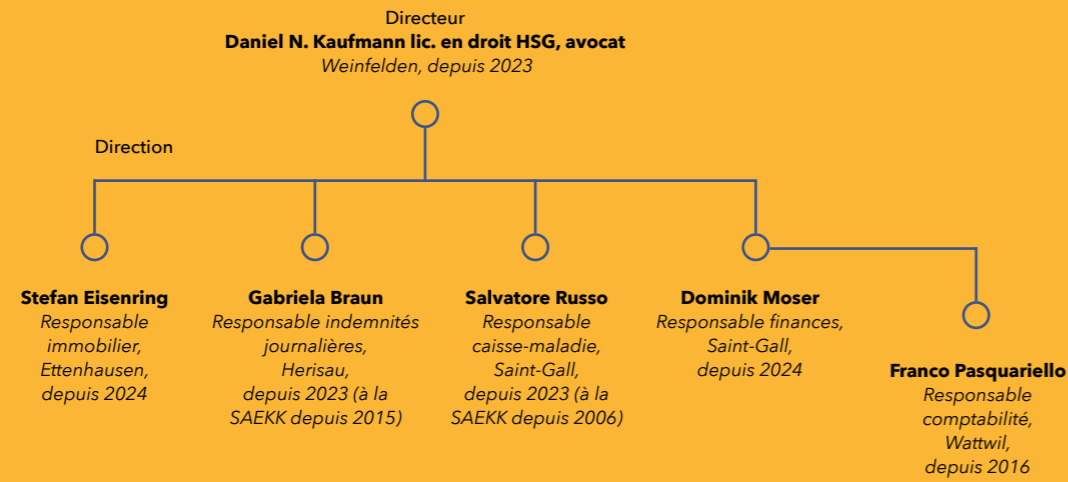 Directeur
Daniel N. Kaufmann lic. en droit HSG, avocat
Weinfelden, depuis 2023
Direction
Stefan Eisenring
Responsable
immobilier,
Ettenhausen,
depuis 2024
Gabriela Braun
Responsable indemnités
journalières,
Herisau,
depuis 2023 (à la
SAEKK depuis 2015)
Salvatore Russo
Responsable
caisse-maladie,
Saint-Gall,
depuis 2023 (à la
SAEKK depuis 2006)
Dominik Moser
Responsable finances,
Saint-Gall,
depuis 2024
Franco Pasquariello
Responsable
comptabilité,
Wattwil,
depuis 2016